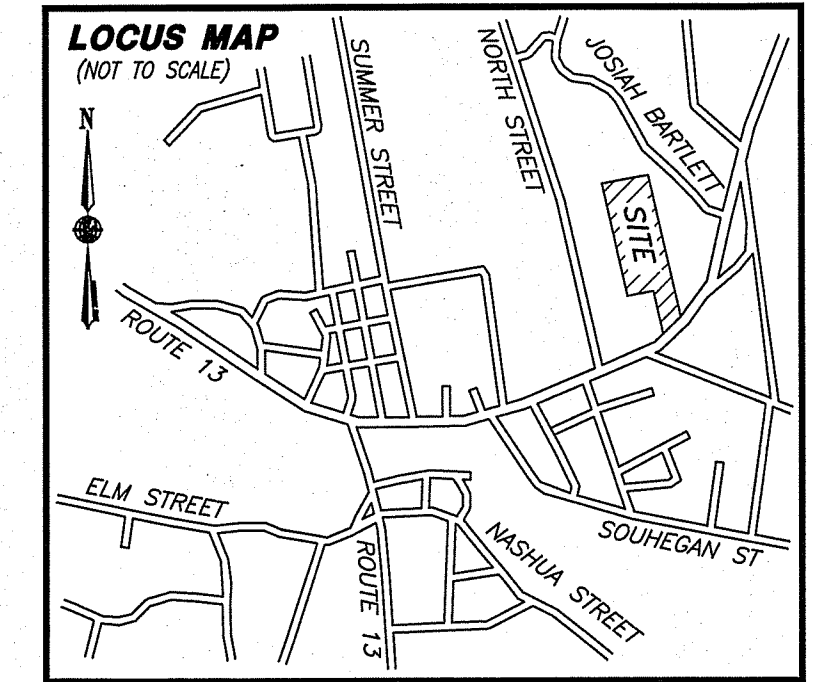 LOCUS MAP
(NOT TO SCALE)
N
SUMMER STREET
NORTH STREET
JOSIAH BARTLETT
SITE
ROUTE 13
ELM STREET
ROUTE 13
NASHUA STREET
SOUHEGAN ST